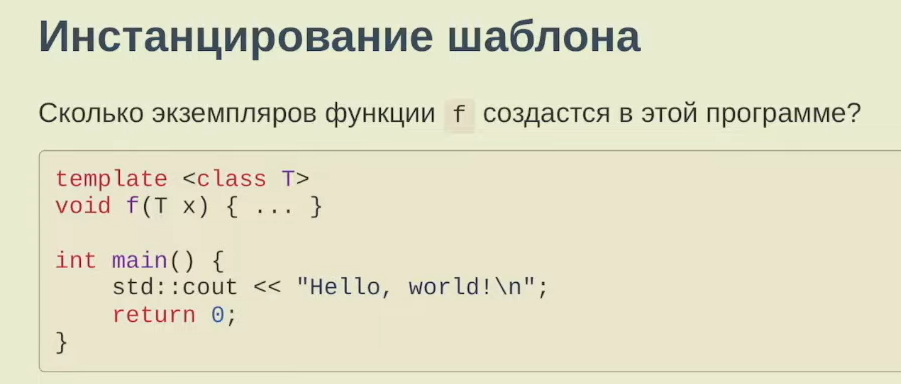 Инстанцирование шаблона
Сколько экземпляров функции f создастся в этой программе?
template <class T>
void f(T x) { ... }
int main() {
    std::cout << "Hello, world!\n";
    return 0;
}